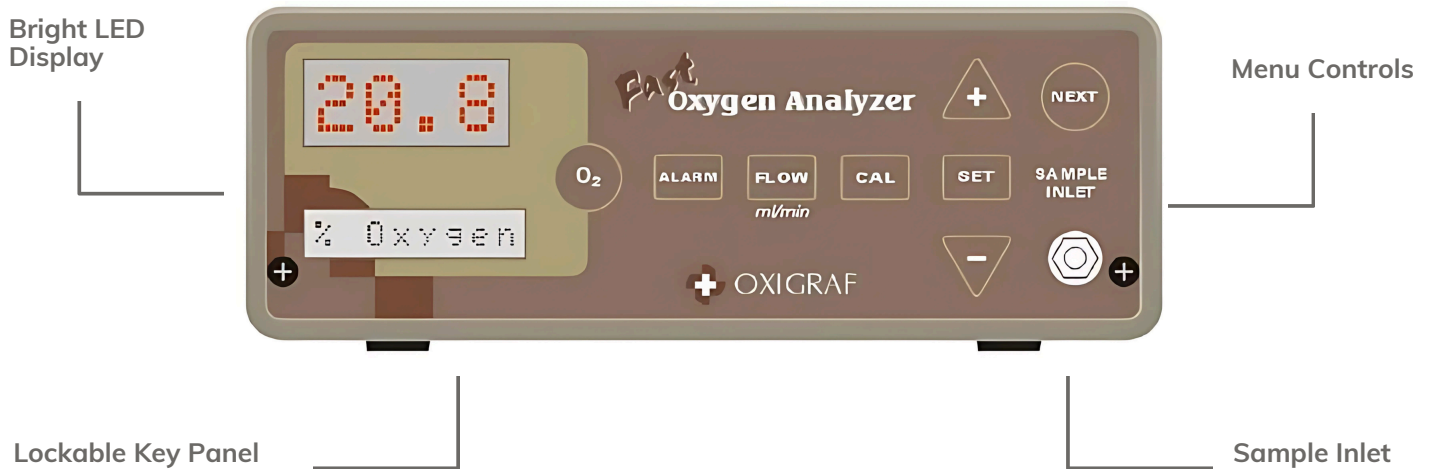 Bright LED
Display
Menu Controls
20.8
% Oxygen
Fast
Oxygen Analyzer
+
NEXT
O₂
ALARM
FLOW
ml/min
CAL
SET
SAMPLE
INLET
-
OXIGRAF
Lockable Key Panel
Sample Inlet